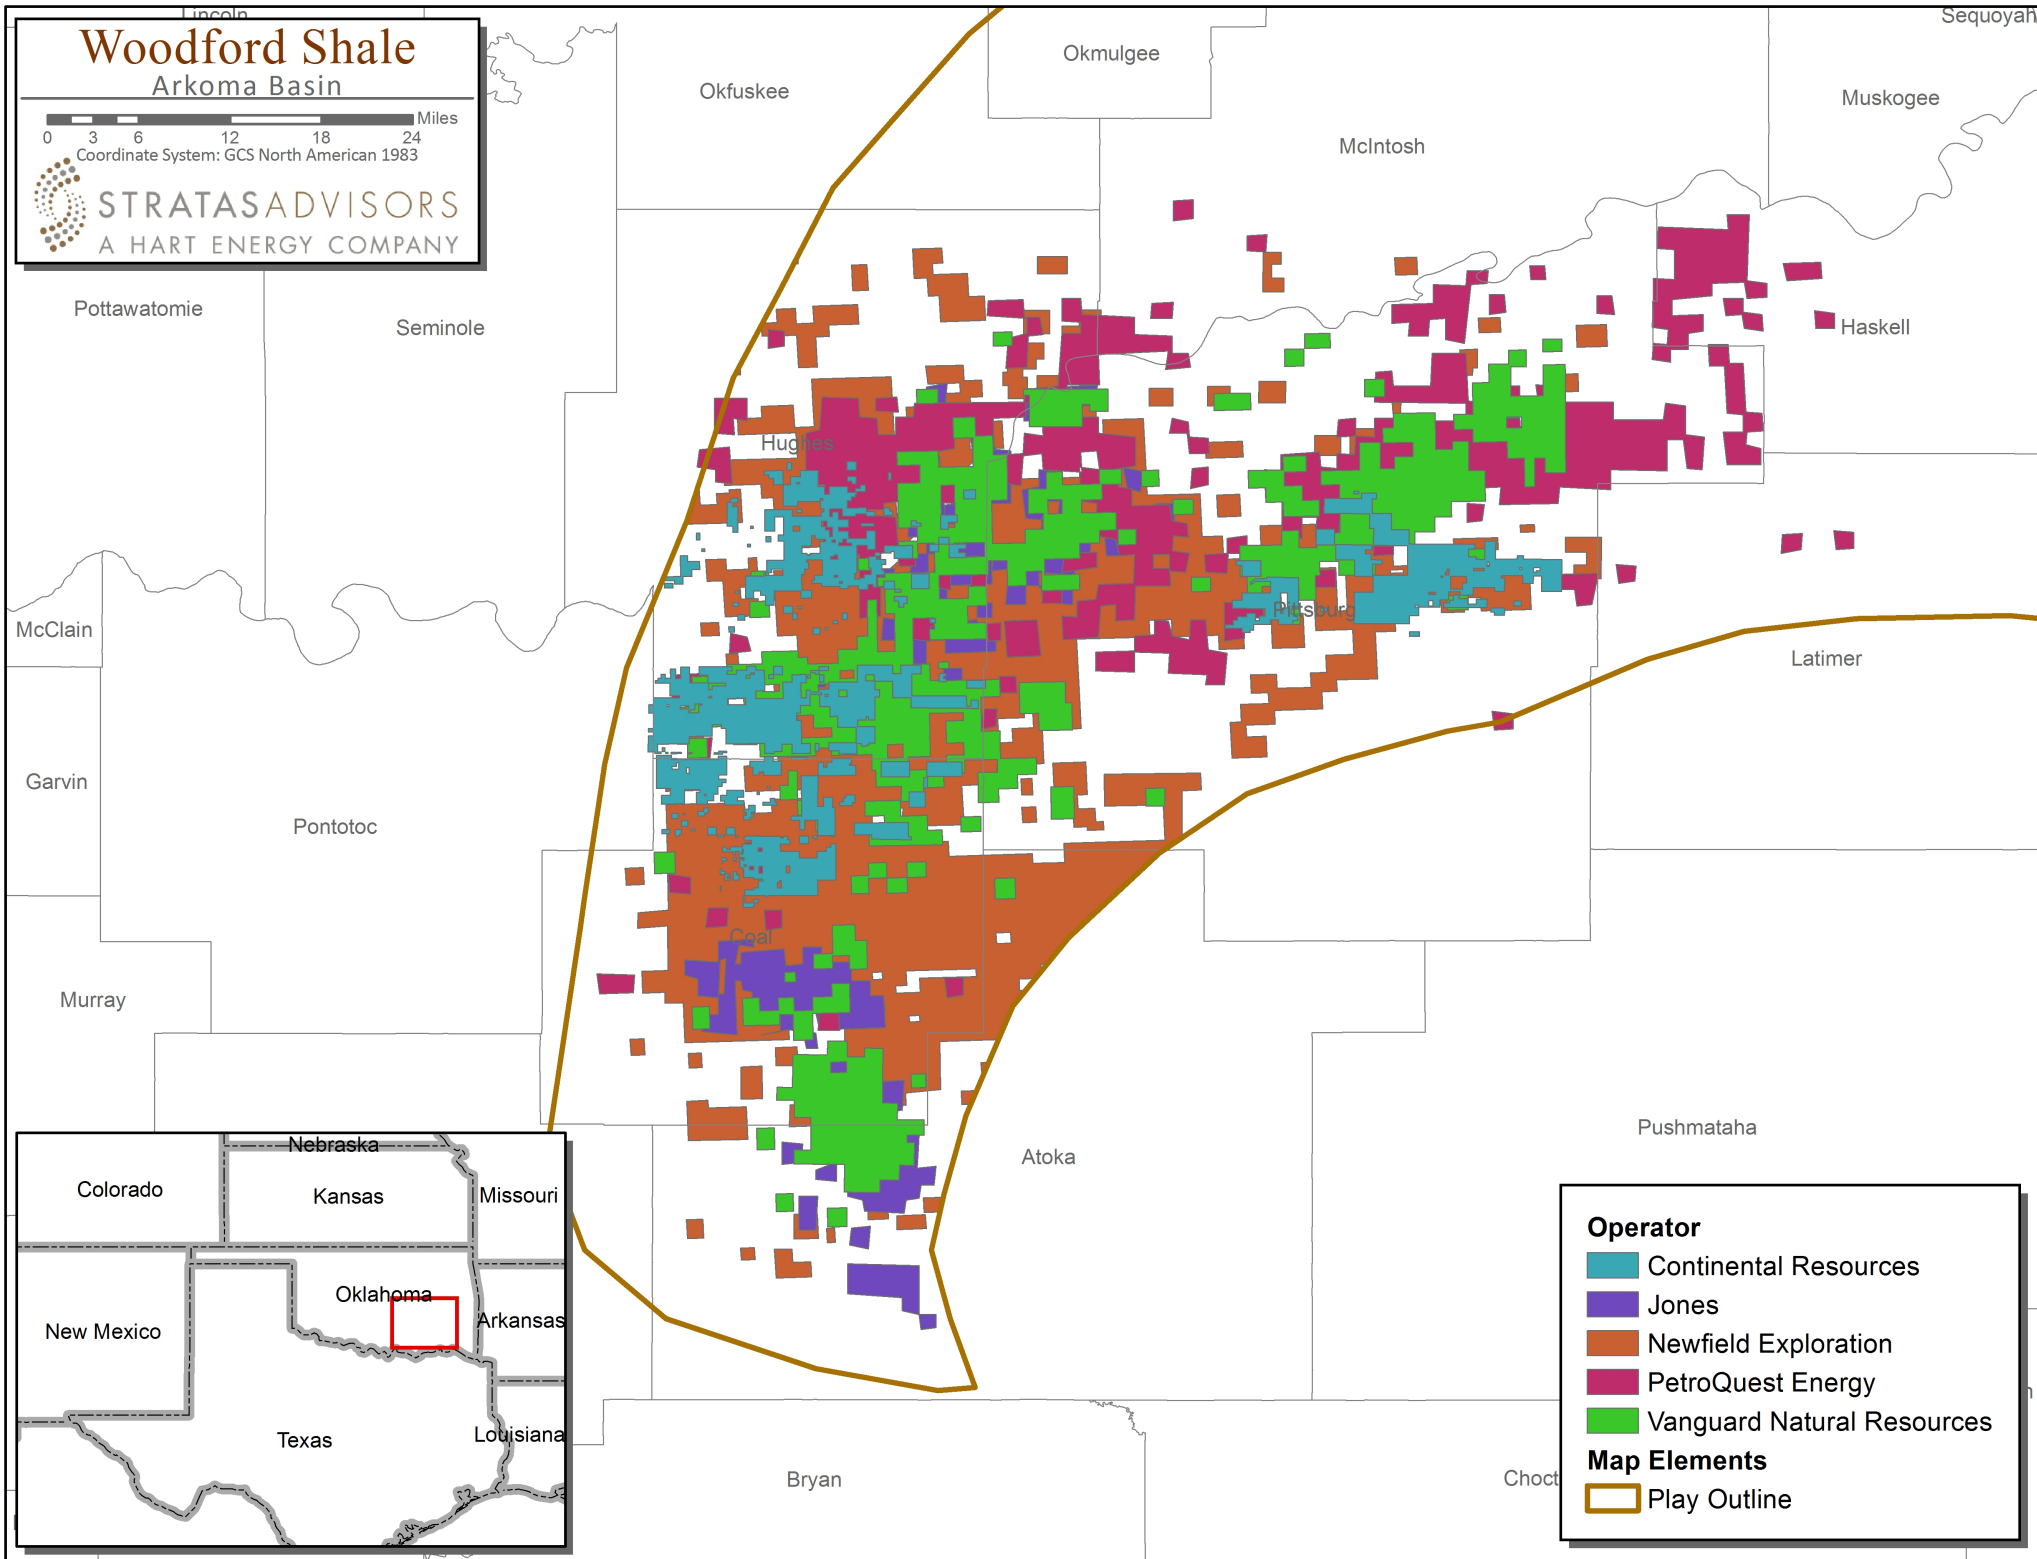 Lincoln
Sequoyah
Woodford Shale
Arkoma Basin
Miles
0 3 6 12 18 24
Coordinate System: GCS North American 1983
STRATAS ADVISORS
A HART ENERGY COMPANY
Okfuskee
Okmulgee
Muskogee
McIntosh
Pottawatomie
Seminole
Haskell
Hughes
Pittsburg
McClain
Latimer
Garvin
Pontotoc
Coal
Murray
Atoka
Pushmataha
Bryan
Choct
Nebraska
Colorado
Kansas
Missouri
Oklahoma
New Mexico
Arkansas
Texas
Louisiana
Operator
Continental Resources
Jones
Newfield Exploration
PetroQuest Energy
Vanguard Natural Resources
Map Elements
Play Outline